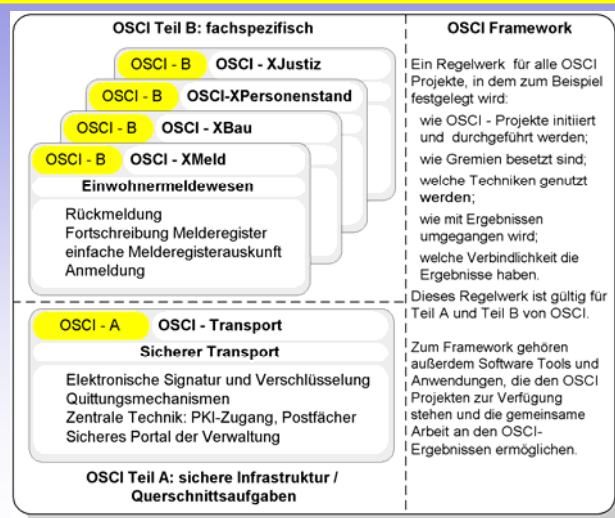 OSCI Teil B: fachspezifisch
OSCI - B OSCI - XJustiz
OSCI - B OSCI-XPersonenstand
OSCI - B OSCI - XBau
OSCI - B OSCI - XMeld
Einwohnermeldewesen
Rückmeldung
Fortschreibung Melderegister
einfache Melderegisterauskunft
Anmeldung
OSCI - A OSCI - Transport
Sicherer Transport
Elektronische Signatur und Verschlüsselung
Quittungsmechanismen
Zentrale Technik: PKI-Zugang, Postfächer
Sicheres Portal der Verwaltung
OSCI Teil A: sichere Infrastruktur /
Querschnittsaufgaben
OSCI Framework
Ein Regelwerk für alle OSCI
Projekte, in dem zum Beispiel
festgelegt wird:
wie OSCI - Projekte initiiert
und durchgeführt werden;
wie Gremien besetzt sind;
welche Techniken genutzt
werden;
wie mit Ergebnissen
umgegangen wird;
welche Verbindlichkeit die
Ergebnisse haben.
Dieses Regelwerk ist gültig für
Teil A und Teil B von OSCI.
Zum Framework gehören
außerdem Software Tools und
Anwendungen, die den OSCI
Projekten zur Verfügung
stehen und die gemeinsame
Arbeit an den OSCI-
Ergebnissen ermöglichen.